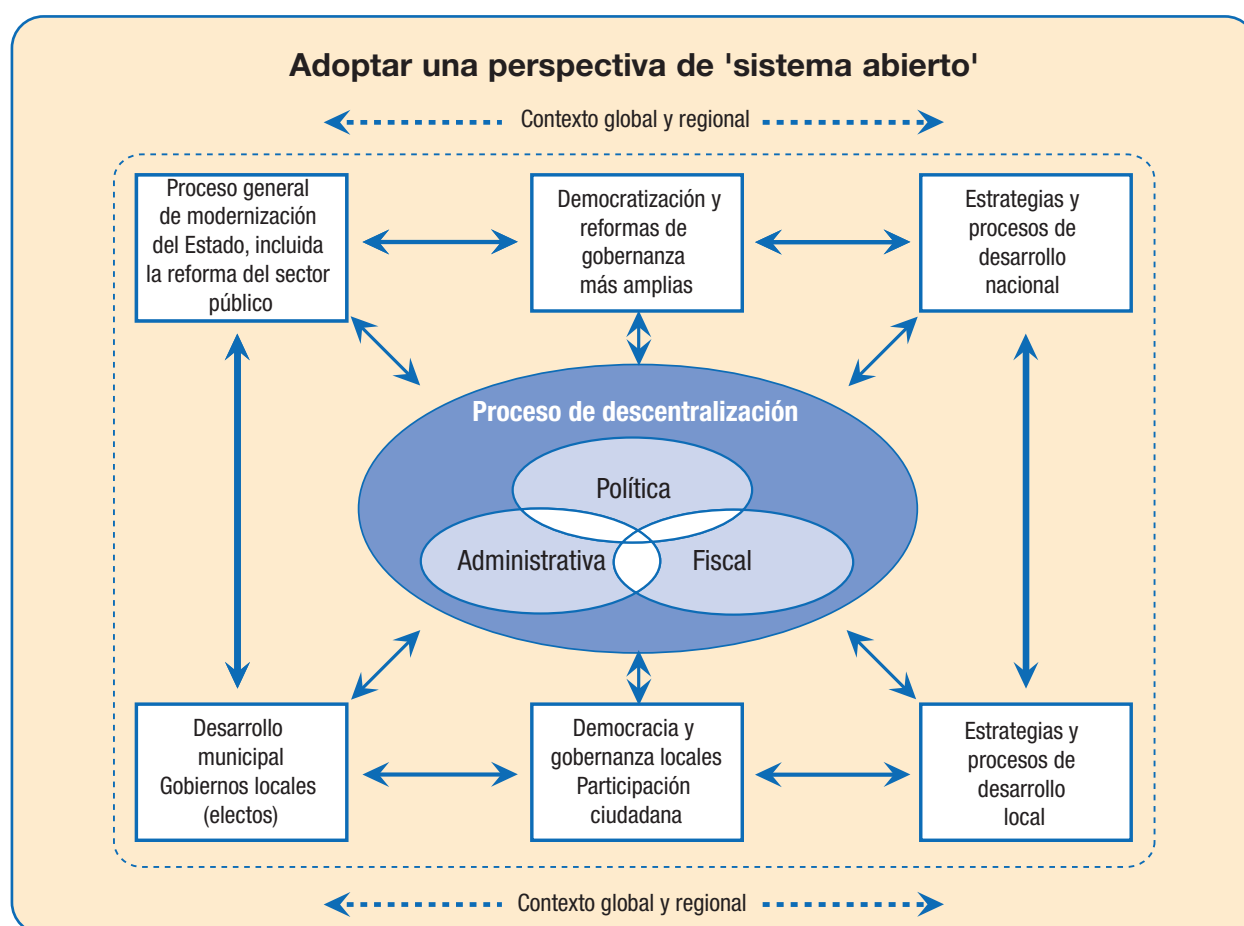 Adoptar una perspectiva de 'sistema abierto'
Contexto global y regional
Proceso general
de modernización
del Estado, incluida
la reforma del sector
público
Democratización y
reformas de
gobernanza
más amplias
Estrategias y
procesos de
desarrollo
nacional
Proceso de descentralización
Política
Administrativa
Fiscal
Desarrollo
municipal
Gobiernos locales
(electos)
Democracia y
gobernanza locales
Participación
ciudadana
Estrategias y
procesos de
desarrollo
local
Contexto global y regional